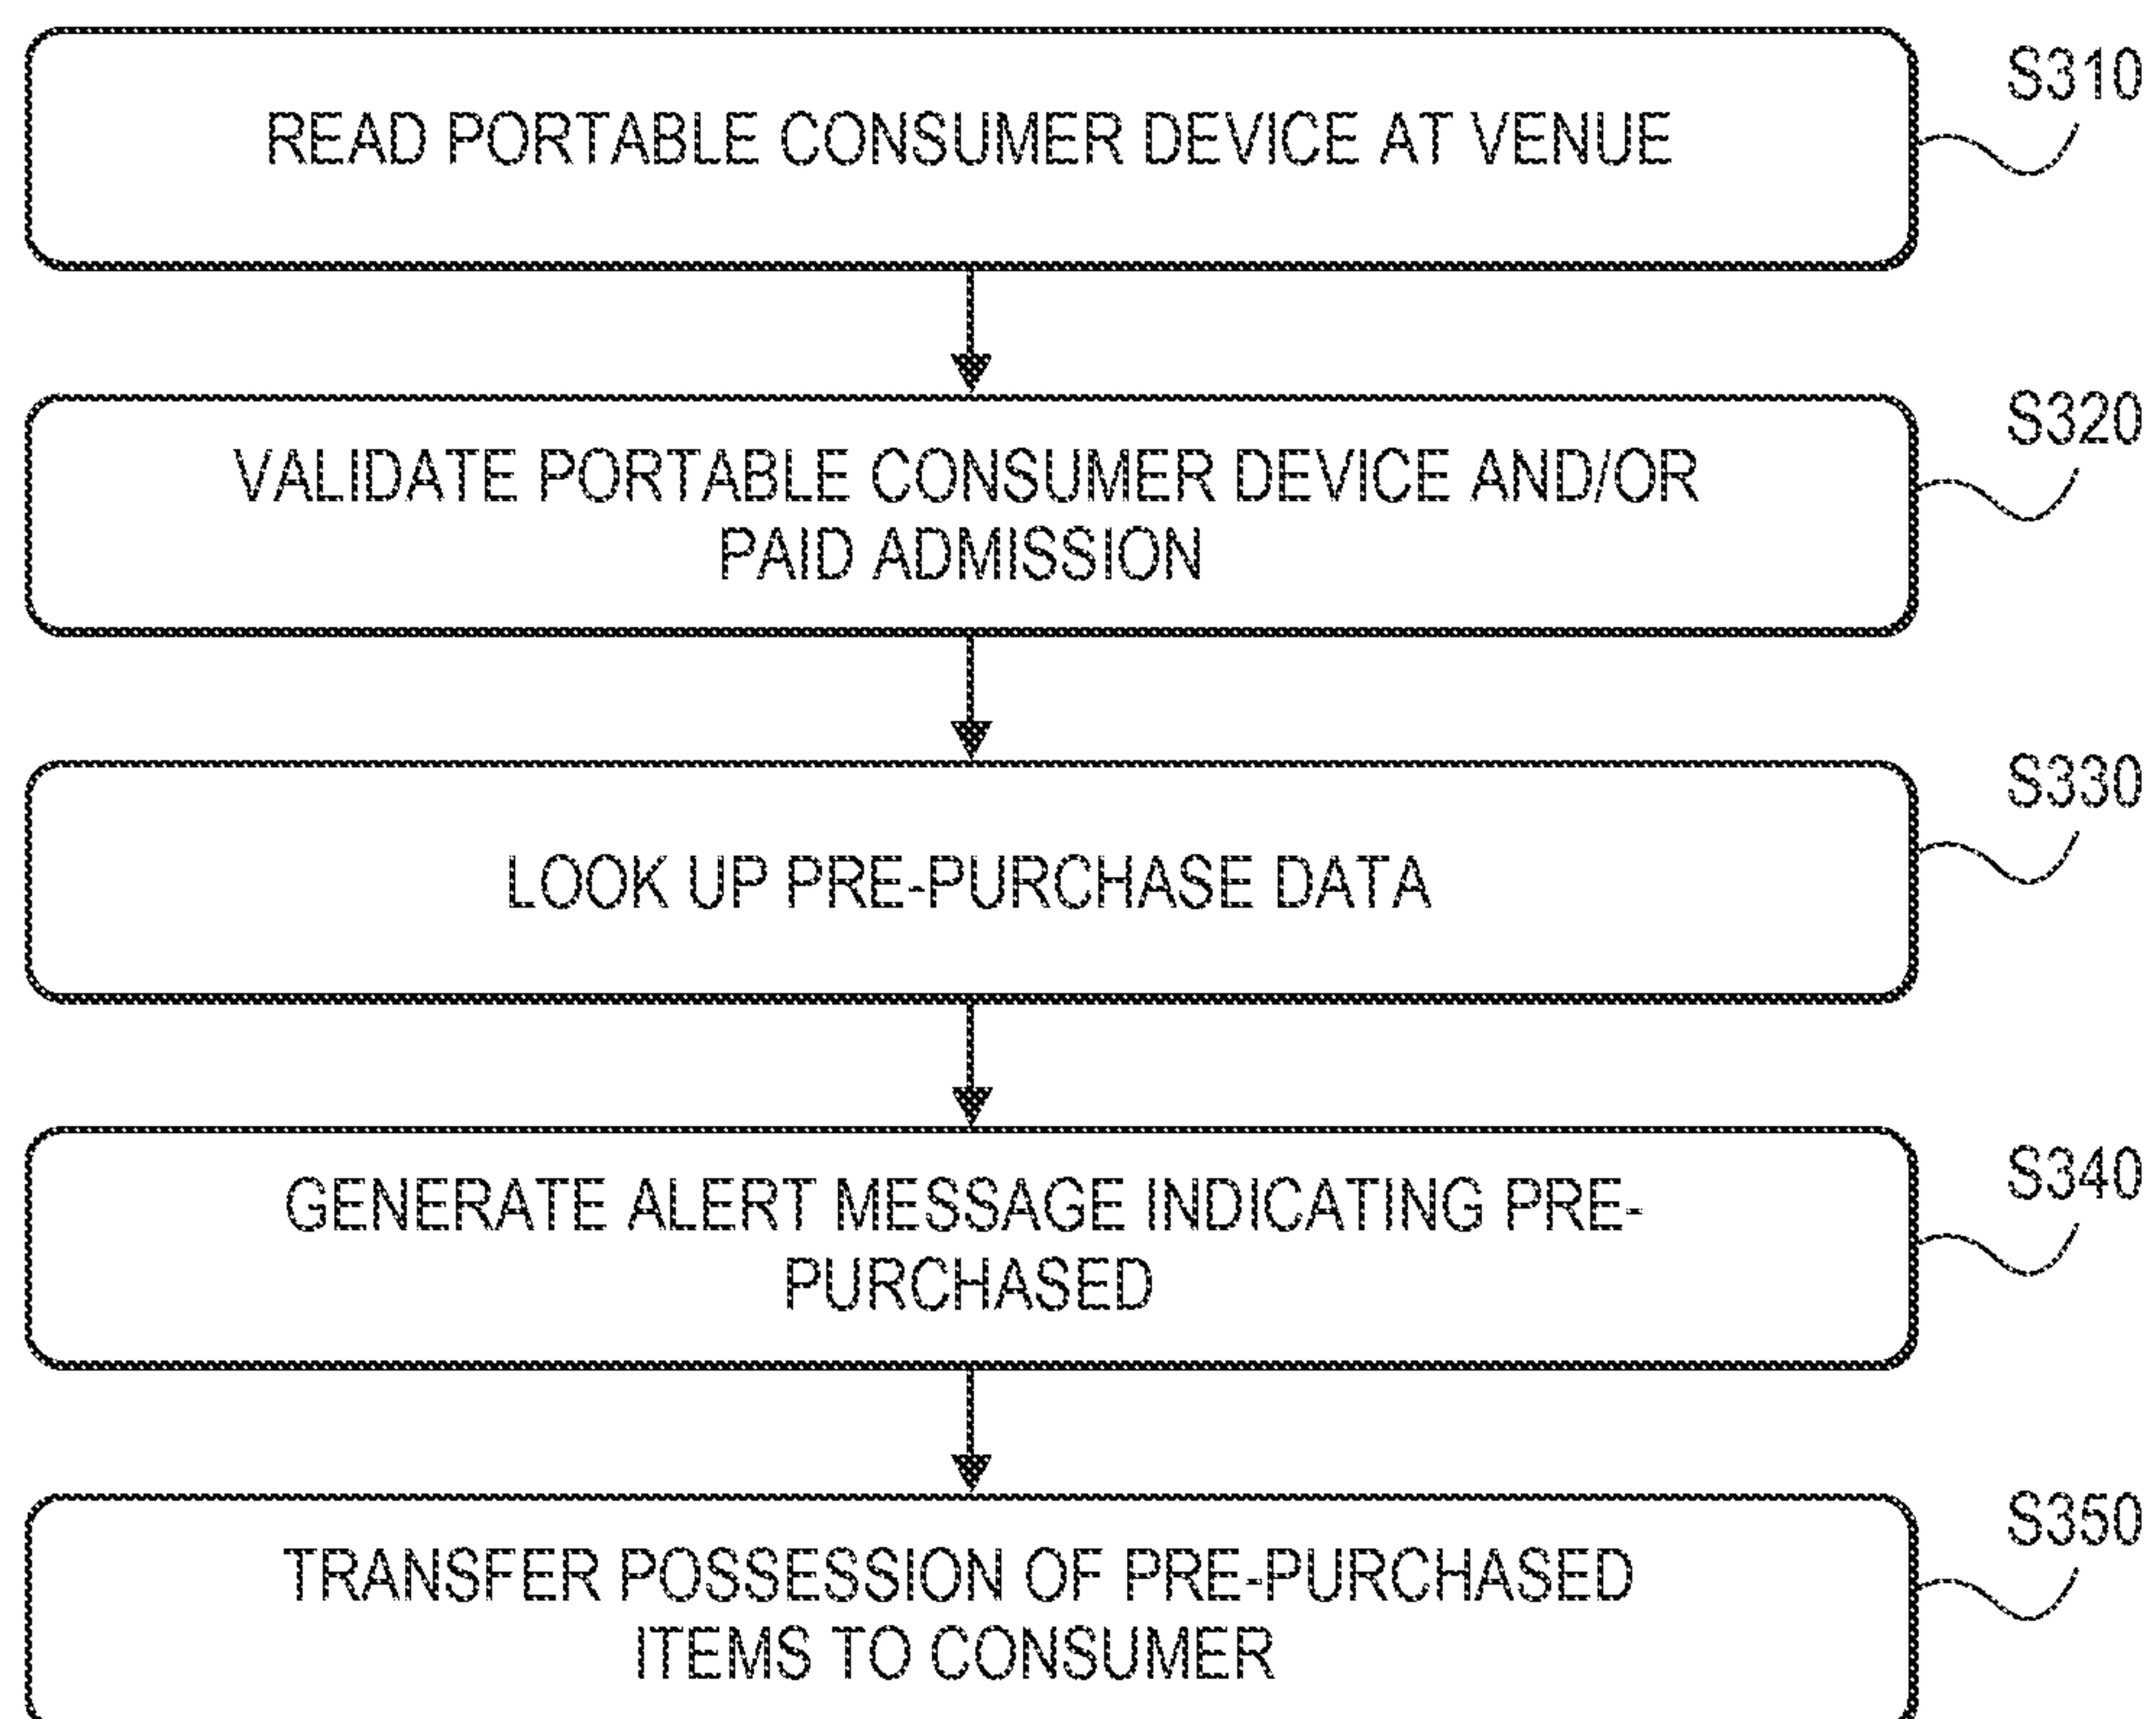 READ PORTABLE CONSUMER DEVICE AT VENUE
S310
VALIDATE PORTABLE CONSUMER DEVICE AND/OR
PAID ADMISSION
S320
LOOK UP PRE-PURCHASE DATA
S330
GENERATE ALERT MESSAGE INDICATING PRE-
PURCHASED
S340
TRANSFER POSSESSION OF PRE-PURCHASED
ITEMS TO CONSUMER
S350